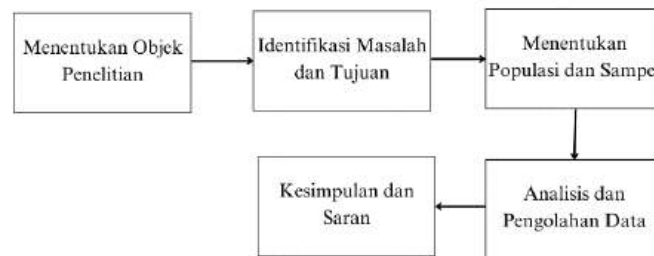 Menentukan Objek
Penelitian
Identifikasi Masalah
dan Tujuan
Menentukan
Populasi dan Sampe
Analisis dan
Pengolahan Data
Kesimpulan dan
Saran